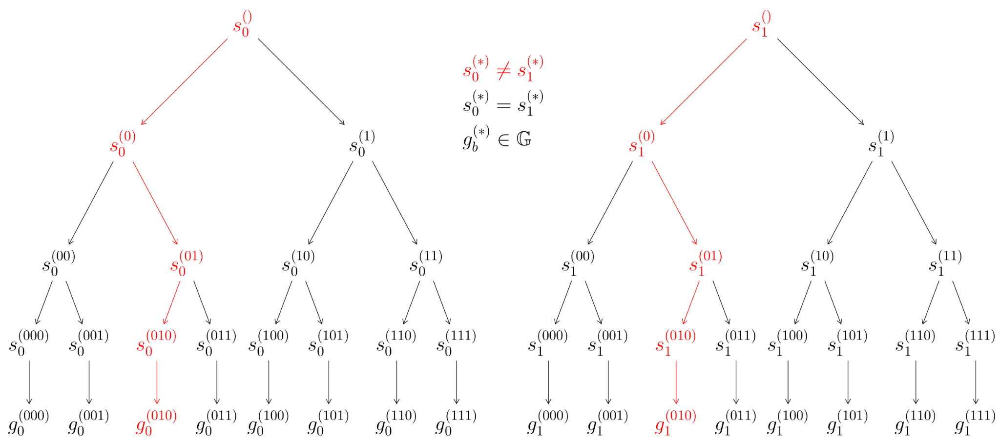 s_0^{()} s_1^{()}
s_0^{(*)} ≠ s_1^{(*)}
s_0^{(*)} = s_1^{(*)}
g_b^{(*)} ∈ 𝔾
s_0^{(0)} s_0^{(1)} s_1^{(0)} s_1^{(1)}
s_0^{(00)} s_0^{(01)} s_0^{(10)} s_0^{(11)} s_1^{(00)} s_1^{(01)} s_1^{(10)} s_1^{(11)}
s_0^{(000)} s_0^{(001)} s_0^{(010)} s_0^{(011)} s_0^{(100)} s_0^{(101)} s_0^{(110)} s_0^{(111)} s_1^{(000)} s_1^{(001)} s_1^{(010)} s_1^{(011)} s_1^{(100)} s_1^{(101)} s_1^{(110)} s_1^{(111)}
g_0^{(000)} g_0^{(001)} g_0^{(010)} g_0^{(011)} g_0^{(100)} g_0^{(101)} g_0^{(110)} g_0^{(111)} g_1^{(000)} g_1^{(001)} g_1^{(010)} g_1^{(011)} g_1^{(100)} g_1^{(101)} g_1^{(110)} g_1^{(111)}